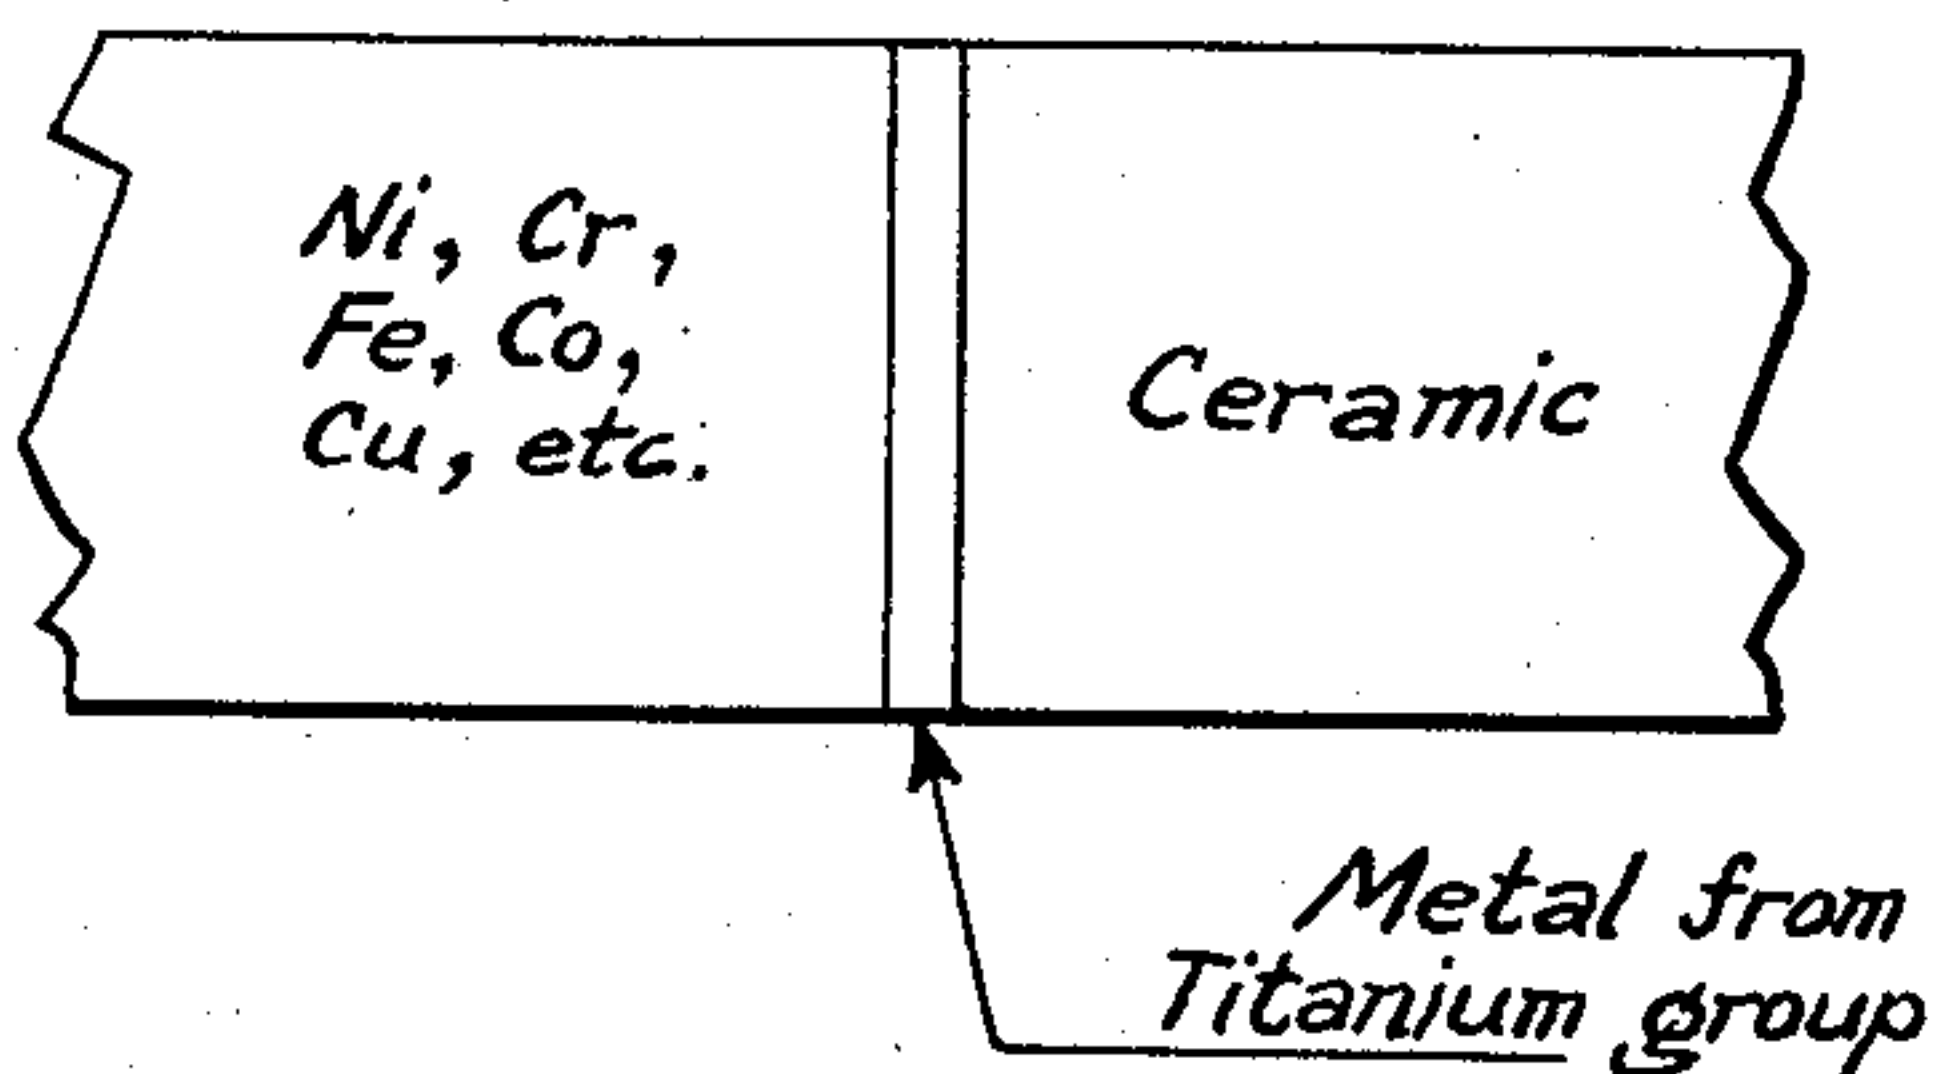 Ni, Cr,
Fe, Co,
Cu, etc.
Ceramic
Metal from
Titanium group